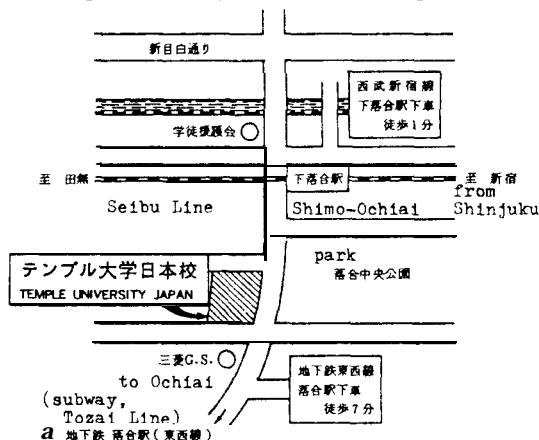 新目白通り
西武新宿線
下落合駅下車
徒歩1分
学徒援護会
至 田無
下落合駅
至 新宿
from
Shinjuku
Seibu Line
Shimo-Ochiai
park
落合中央公園
テンプル大学日本校
TEMPLE UNIVERSITY JAPAN
三菱G.S.
to Ochiai
(subway,
Tozai Line)
地下鉄東西線
落合駅下車
徒歩7分
a 地下鉄 落合駅(東西線)